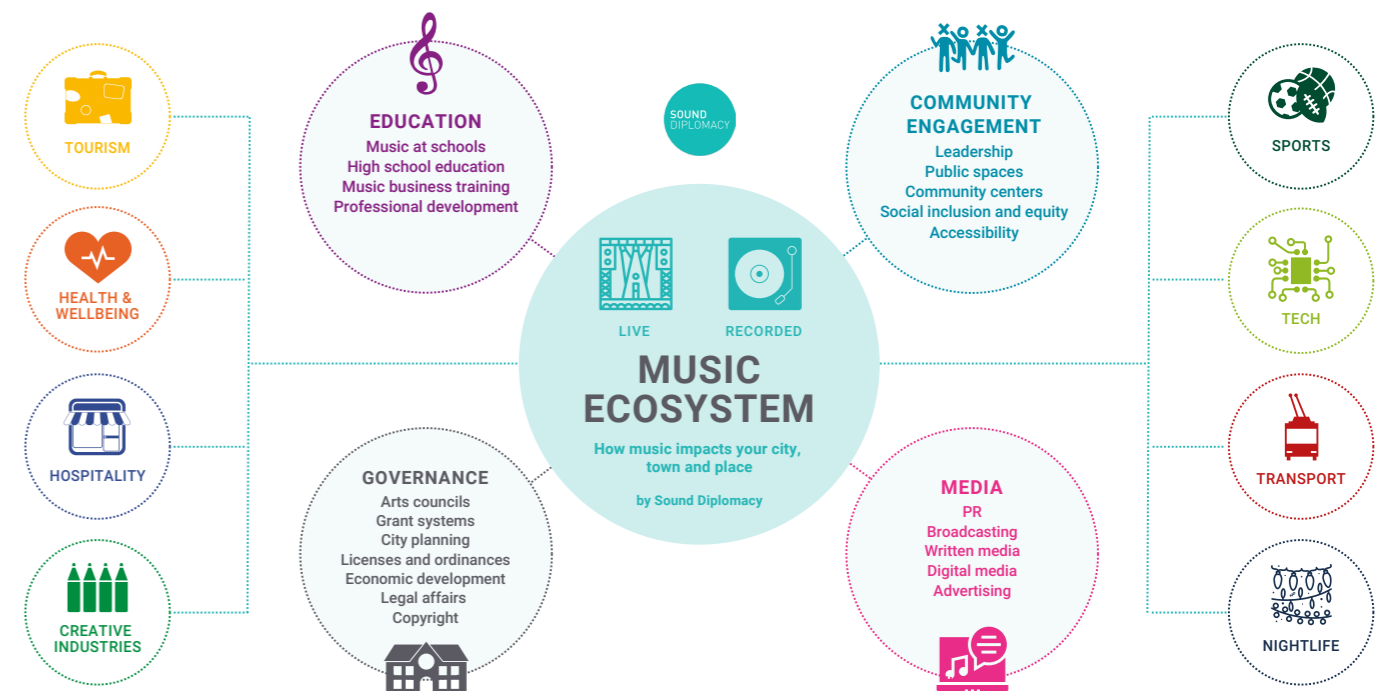 TOURISM
HEALTH &
WELLBEING
HOSPITALITY
CREATIVE
INDUSTRIES
EDUCATION
Music at schools
High school education
Music business training
Professional development
GOVERNANCE
Arts councils
Grant systems
City planning
Licenses and ordinances
Economic development
Legal affairs
Copyright
SOUND
DIPLOMACY
LIVE
RECORDED
MUSIC
ECOSYSTEM
How music impacts your city,
town and place
by Sound Diplomacy
COMMUNITY
ENGAGEMENT
Leadership
Public spaces
Community centers
Social inclusion and equity
Accessibility
MEDIA
PR
Broadcasting
Written media
Digital media
Advertising
SPORTS
TECH
TRANSPORT
NIGHTLIFE